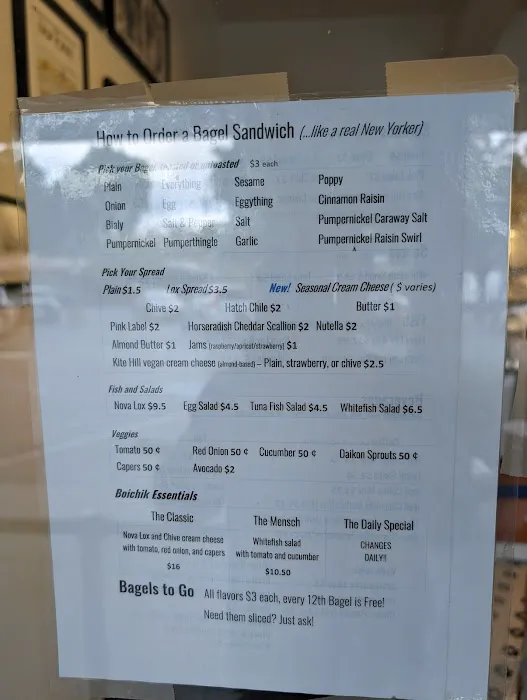 How to Order a Bagel Sandwich (...like a real New Yorker)
Pick your Bagel toasted or untoasted $3 each
Plain Everything Sesame Poppy
Onion Egg Eggything Cinnamon Raisin
Bialy Salt & Pepper Salt Pumpernickel Caraway Salt
Pumpernickel Pumperthingle Garlic Pumpernickel Raisin Swirl
Pick Your Spread
Plain $1.5 Lox Spread $3.5 New! Seasonal Cream Cheese ( $ varies)
Chive $2 Hatch Chile $2 Butter $1
Pink Label $2 Horseradish Cheddar Scallion $2 Nutella $2
Almond Butter $1 Jams (raspberry/apricot/strawberry) $1
Kite Hill vegan cream cheese (almond-based) – Plain, strawberry, or chive $2.5
Fish and Salads
Nova Lox $9.5 Egg Salad $4.5 Tuna Fish Salad $4.5 Whitefish Salad $6.5
Veggies
Tomato 50 ¢ Red Onion 50 ¢ Cucumber 50 ¢ Daikon Sprouts 50 ¢
Capers 50 ¢ Avocado $2
Boichik Essentials
The Classic The Mensch The Daily Special
Nova Lox and Chive cream cheese Whitefish salad CHANGES
with tomato, red onion, and capers with tomato and cucumber DAILY!!
$16 $10.50
Bagels to Go All flavors $3 each, every 12th Bagel is Free!
Need them sliced? Just ask!